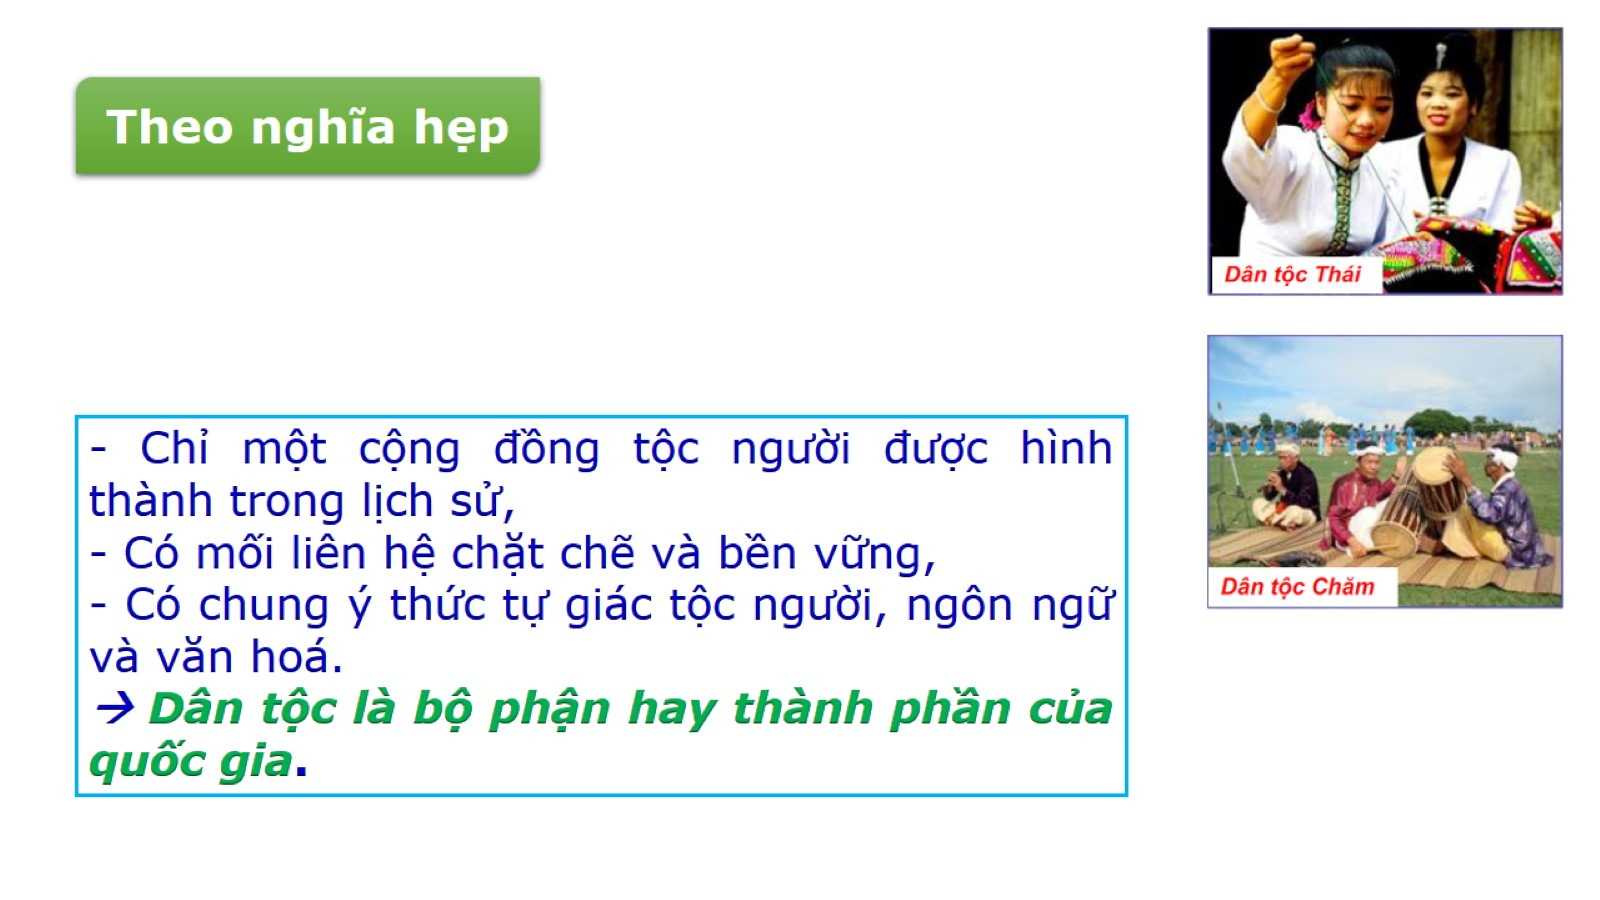 Theo nghĩa hẹp
Dân tộc Thái
Dân tộc Chăm
- Chỉ một cộng đồng tộc người được hình
thành trong lịch sử,
- Có mối liên hệ chặt chẽ và bền vững,
- Có chung ý thức tự giác tộc người, ngôn ngữ
và văn hoá.
→ Dân tộc là bộ phận hay thành phần của
quốc gia.